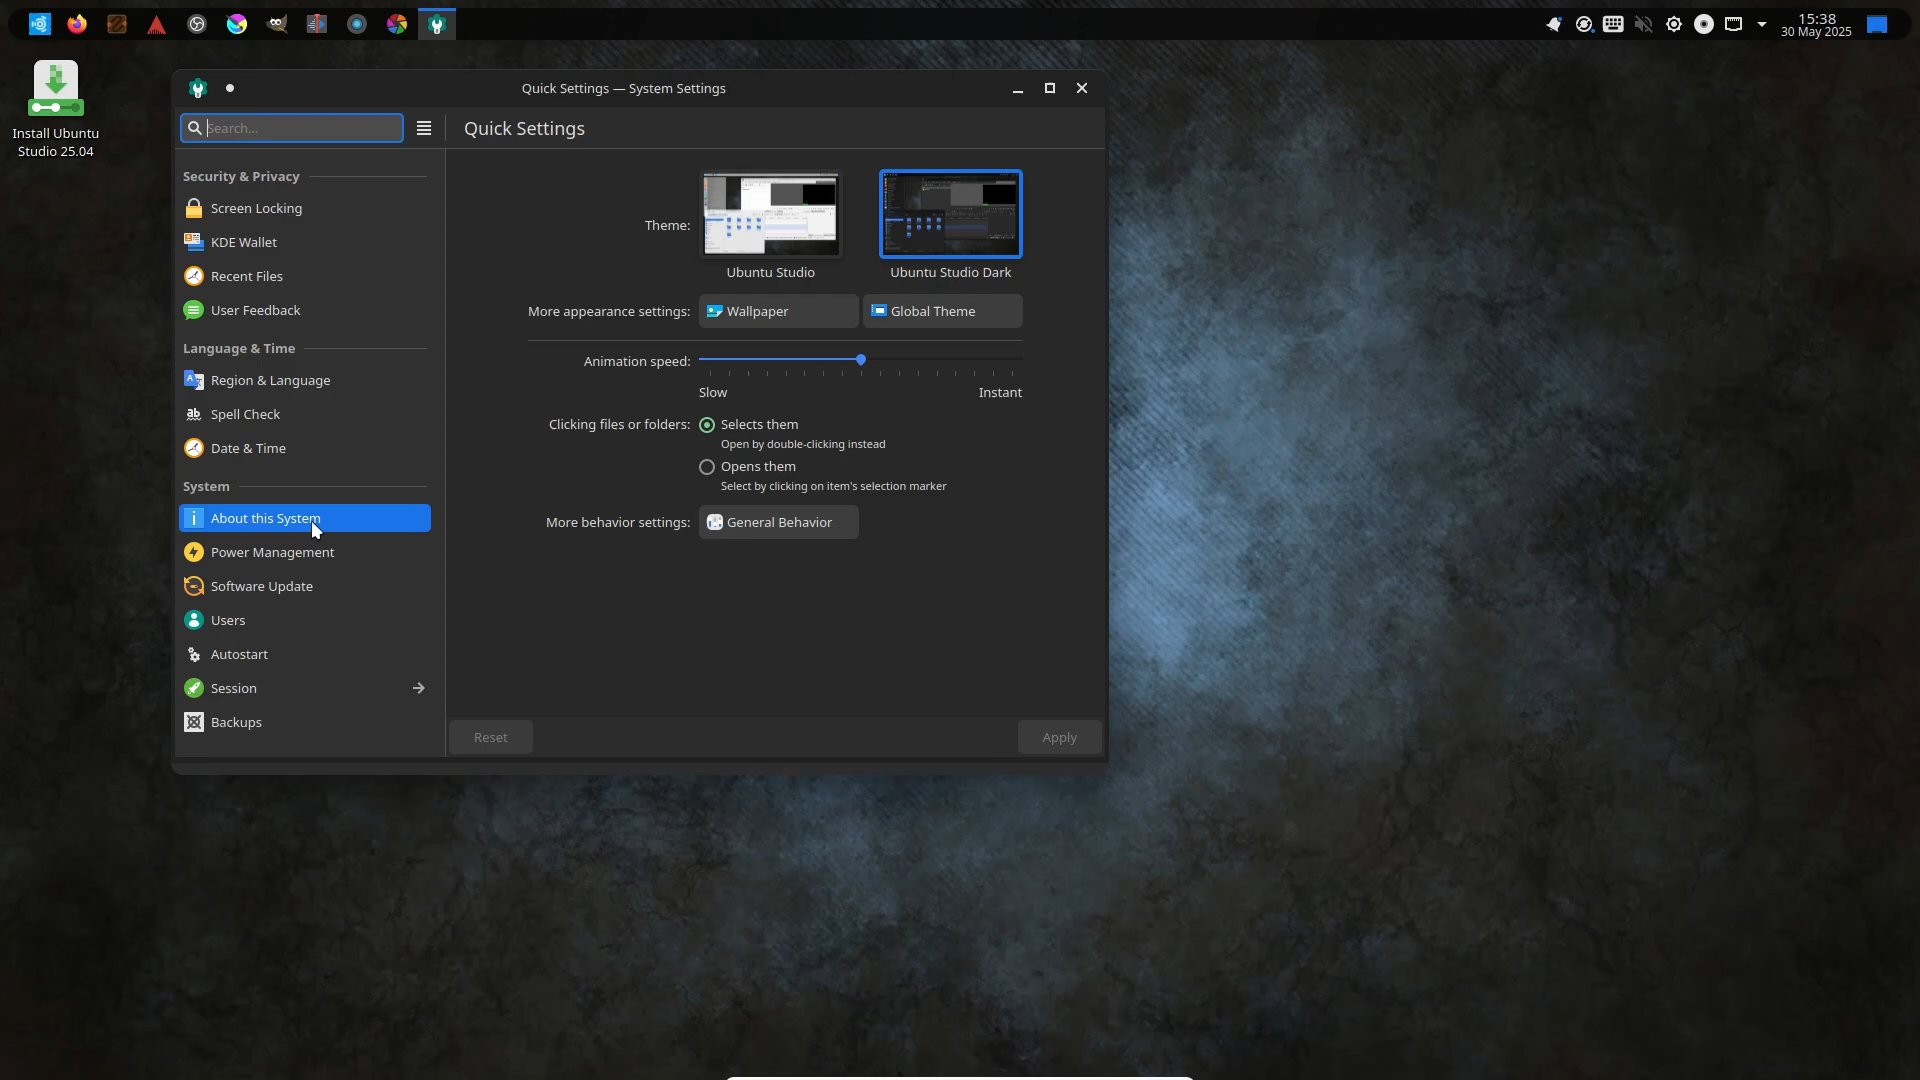 15:38
30 May 2025
Install Ubuntu
Studio 25.04
Quick Settings — System Settings
Search...
Quick Settings
Security & Privacy
Screen Locking
KDE Wallet
Recent Files
User Feedback
Language & Time
Region & Language
Spell Check
Date & Time
System
About this System
Power Management
Software Update
Users
Autostart
Session
Backups
Theme:
Ubuntu Studio
Ubuntu Studio Dark
More appearance settings:
Wallpaper
Global Theme
Animation speed:
Slow
Instant
Clicking files or folders:
Selects them
Open by double-clicking instead
Opens them
Select by clicking on item's selection marker
More behavior settings:
General Behavior
Reset
Apply